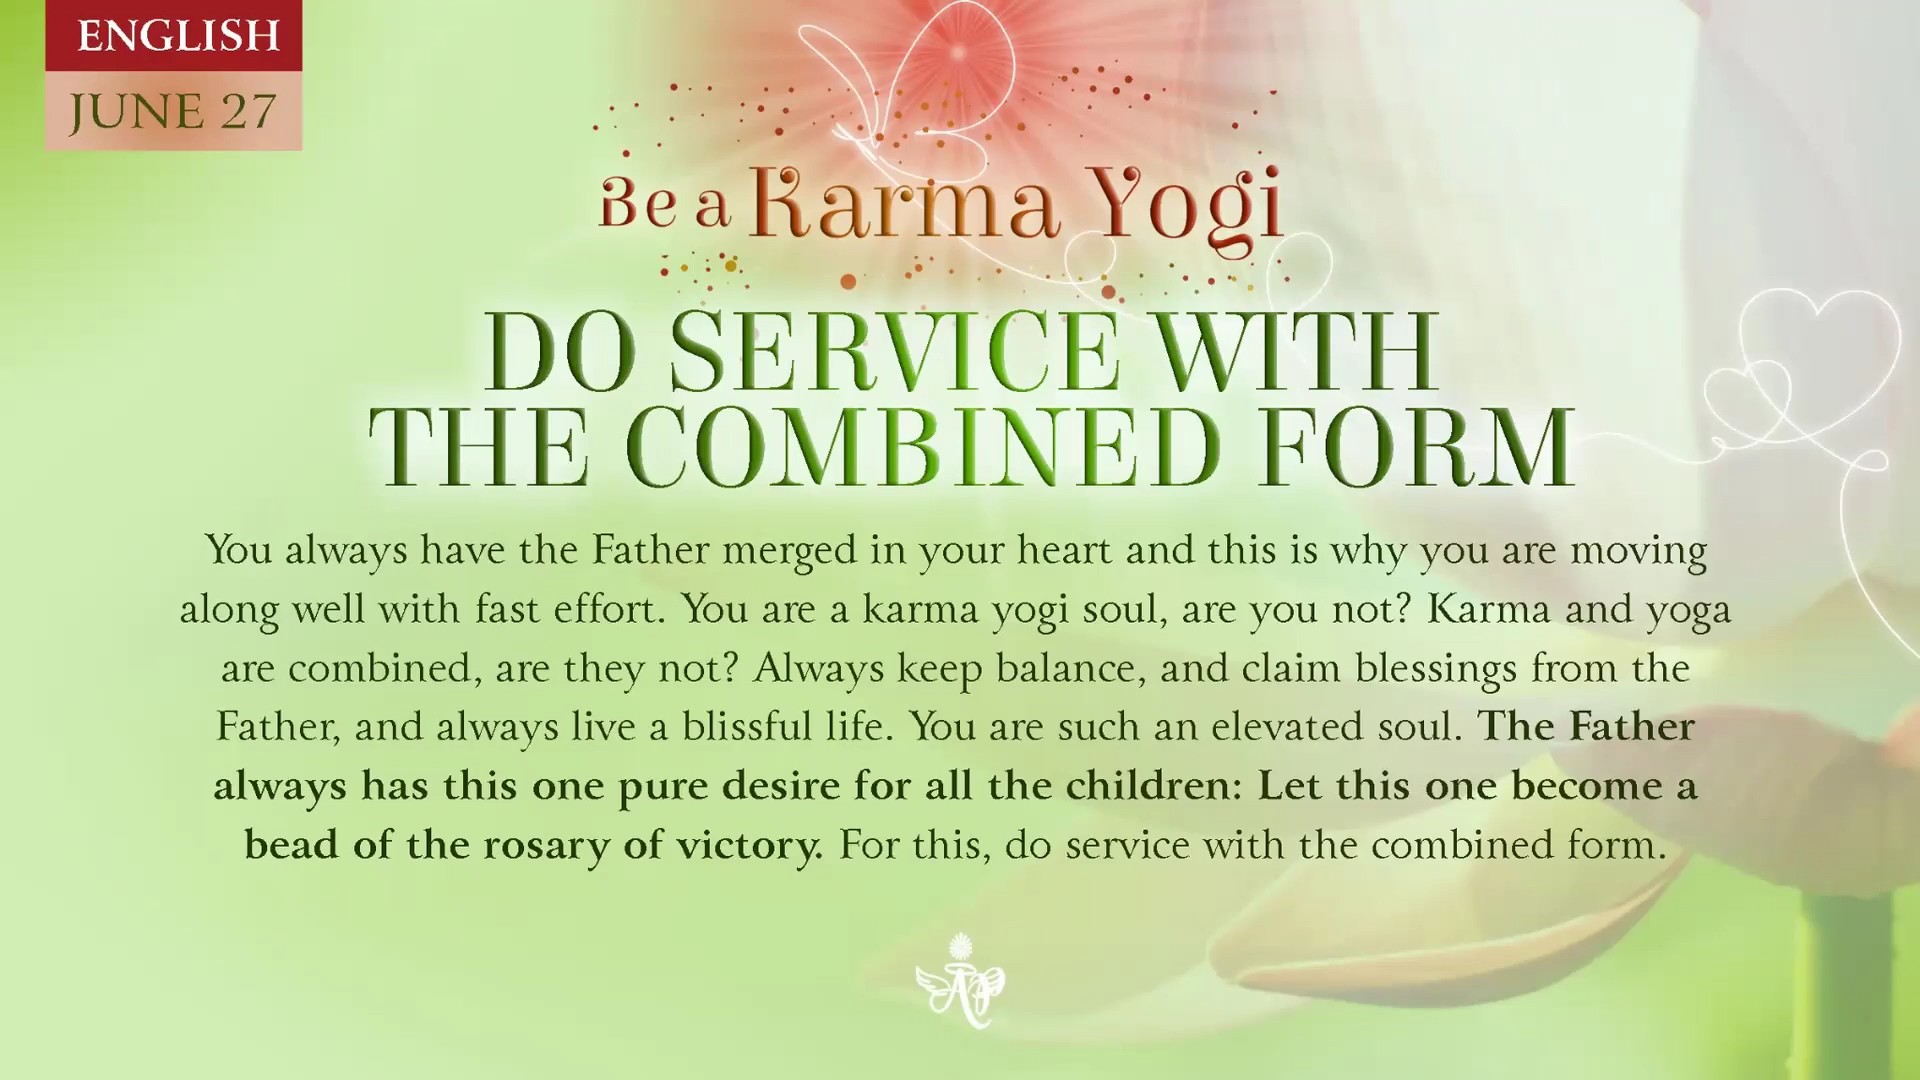 ENGLISH
JUNE 27
Be a Karma Yogi
DO SERVICE WITH
THE COMBINED FORM
You always have the Father merged in your heart and this is why you are moving
along well with fast effort. You are a karma yogi soul, are you not? Karma and yoga
are combined, are they not? Always keep balance, and claim blessings from the
Father, and always live a blissful life. You are such an elevated soul. The Father
always has this one pure desire for all the children: Let this one become a
bead of the rosary of victory. For this, do service with the combined form.